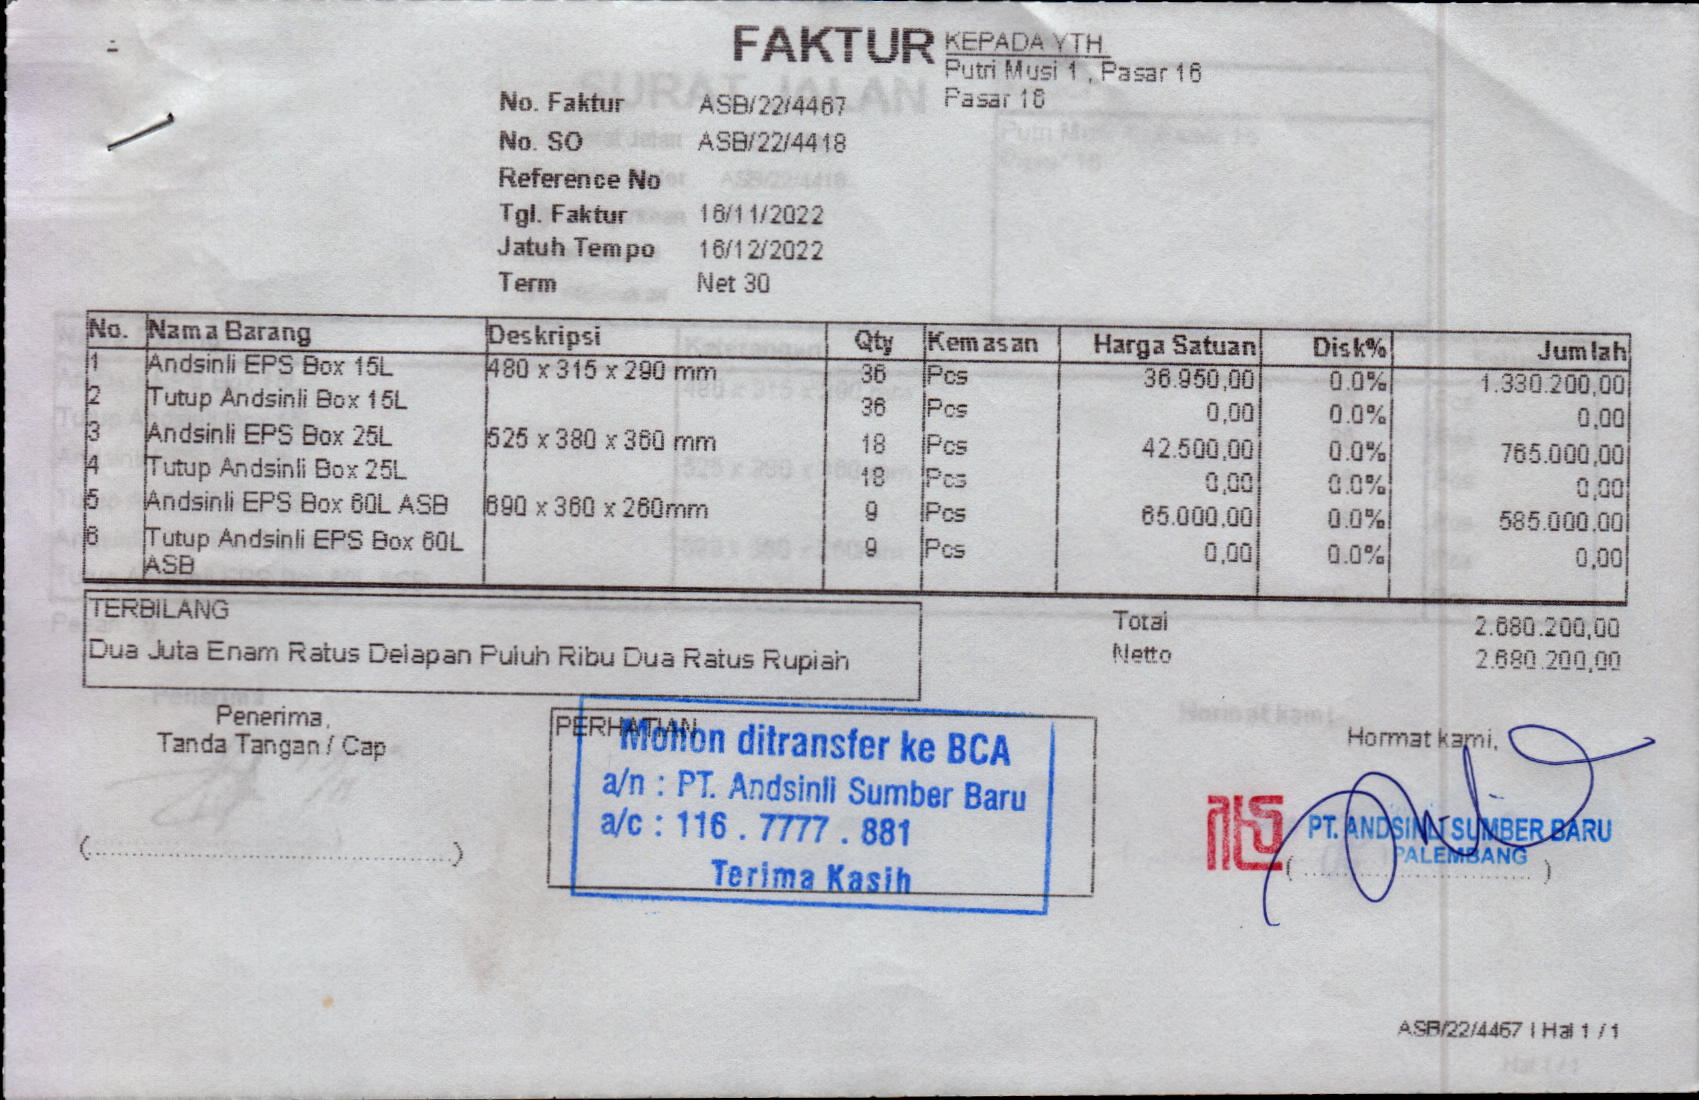 FAKTUR
KEPADA YTH
Putri Musi 1 , Pasar 16
Pasar 16
No. Faktur ASB/22/4467
No. SO ASB/22/4418
Reference No
Tgl. Faktur 16/11/2022
Jatuh Tempo 16/12/2022
Term Net 30
No. Nama Barang Deskripsi Qty Kemasan Harga Satuan Disk% Jumlah
1 Andsinli EPS Box 15L 480 x 315 x 290 mm 36 Pcs 36.950,00 0.0% 1.330.200,00
2 Tutup Andsinli Box 15L 36 Pcs 0,00 0.0% 0,00
3 Andsinli EPS Box 25L 525 x 380 x 360 mm 18 Pcs 42.500,00 0.0% 765.000,00
4 Tutup Andsinli Box 25L 18 Pcs 0,00 0.0% 0,00
5 Andsinli EPS Box 60L ASB 690 x 360 x 260mm 9 Pcs 65.000,00 0.0% 585.000,00
6 Tutup Andsinli EPS Box 60L 9 Pcs 0,00 0.0% 0,00
ASB
TERBILANG
Dua Juta Enam Ratus Delapan Puluh Ribu Dua Ratus Rupiah
Total 2.680.200,00
Netto 2.680.200,00
Penerima,
Tanda Tangan / Cap
PERHATIAN
Mohon ditransfer ke BCA
a/n : PT. Andsinli Sumber Baru
a/c : 116 . 7777 . 881
Terima Kasih
Hormat kami,
PT. ANDSINLI SUMBER BARU
PALEMBANG
ASB/22/4467 | Hal 1 / 1